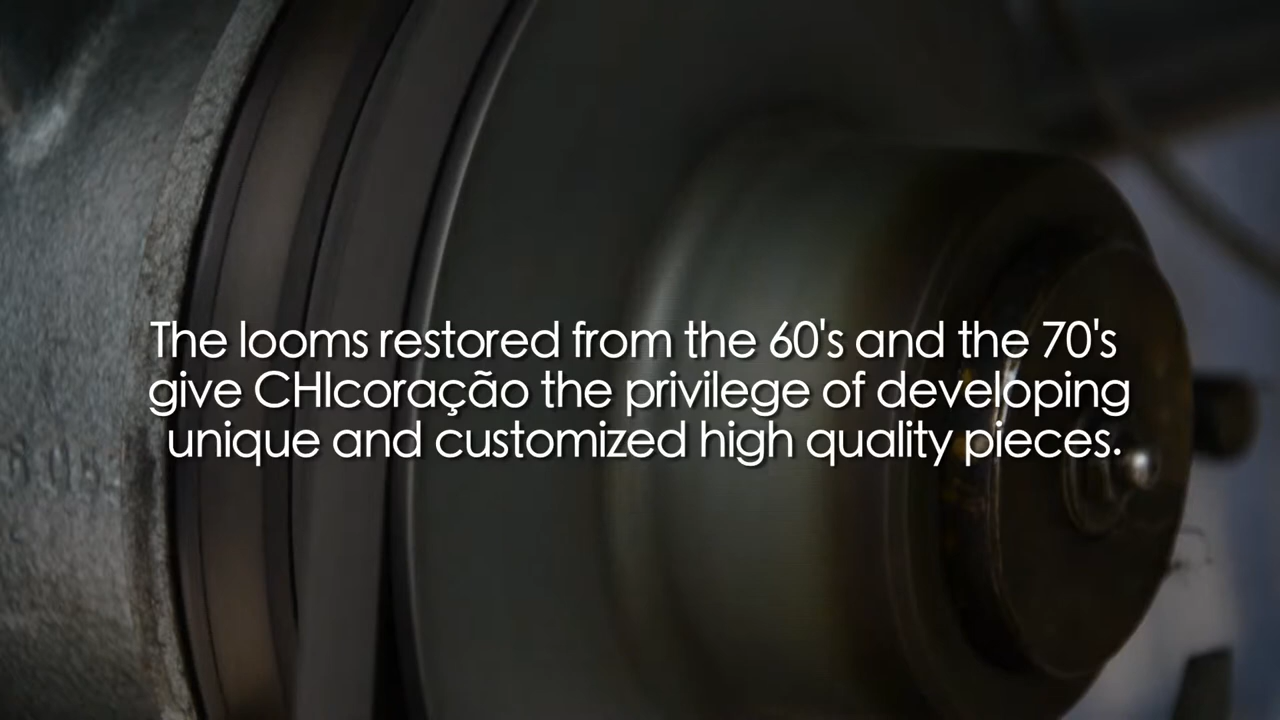 The looms restored from the 60's and the 70's
give CHIcoração the privilege of developing
unique and customized high quality pieces.